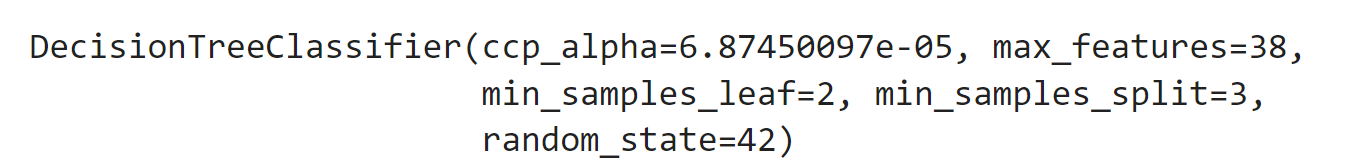 DecisionTreeClassifier(ccp_alpha=6.87450097e-05, max_features=38,
min_samples_leaf=2, min_samples_split=3,
random_state=42)